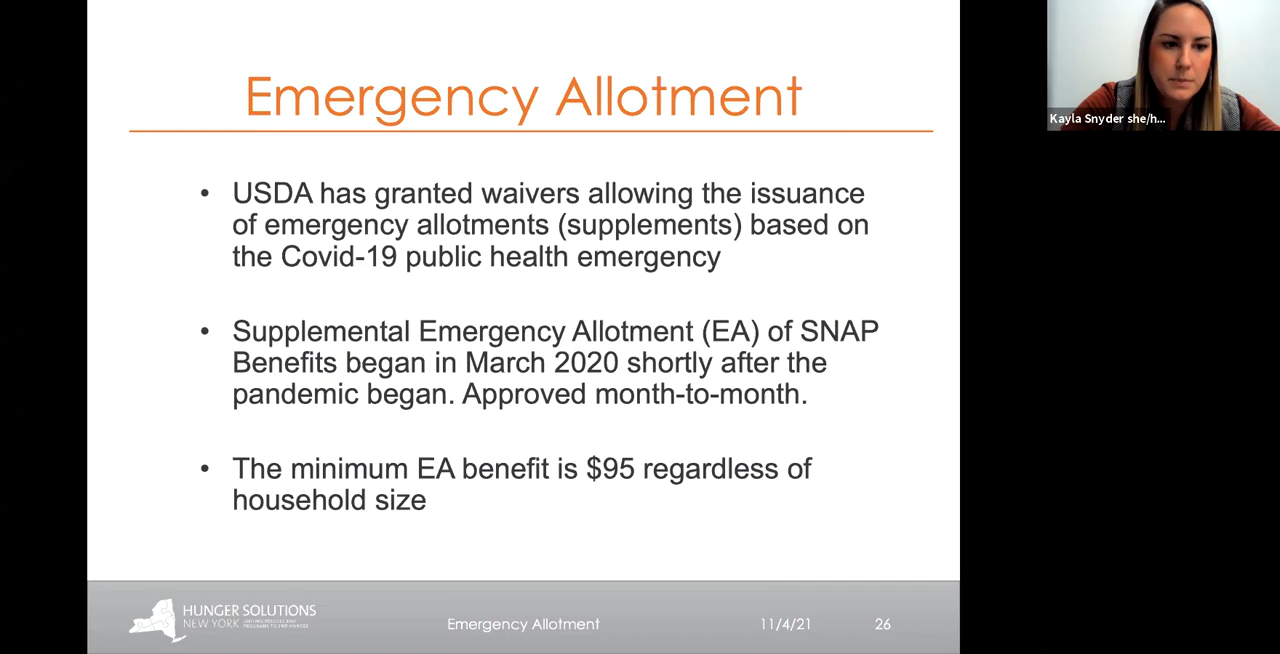 Emergency Allotment
• USDA has granted waivers allowing the issuance
of emergency allotments (supplements) based on
the Covid-19 public health emergency
• Supplemental Emergency Allotment (EA) of SNAP
Benefits began in March 2020 shortly after the
pandemic began. Approved month-to-month.
• The minimum EA benefit is $95 regardless of
household size
HUNGER SOLUTIONS
NEW YORK
Emergency Allotment
11/4/21
26
Kayla Snyder she/h...